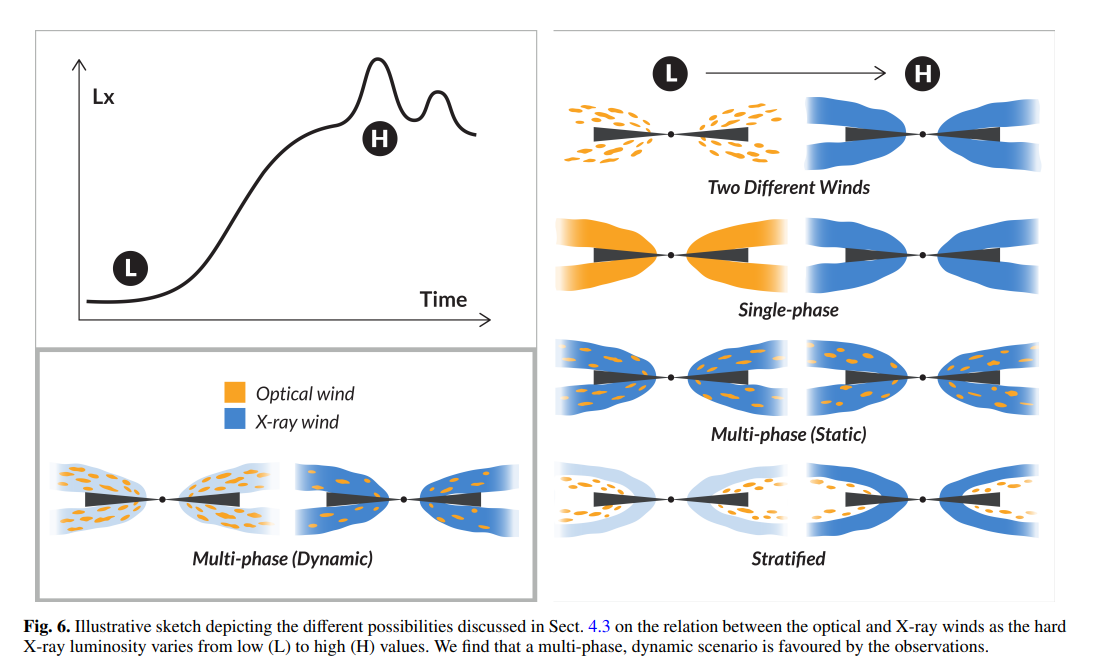 Lx
H
L
Time
Optical wind
X-ray wind
Multi-phase (Dynamic)
L
H
Two Different Winds
Single-phase
Multi-phase (Static)
Stratified
Fig. 6. Illustrative sketch depicting the different possibilities discussed in Sect. 4.3 on the relation between the optical and X-ray winds as the hard
X-ray luminosity varies from low (L) to high (H) values. We find that a multi-phase, dynamic scenario is favoured by the observations.